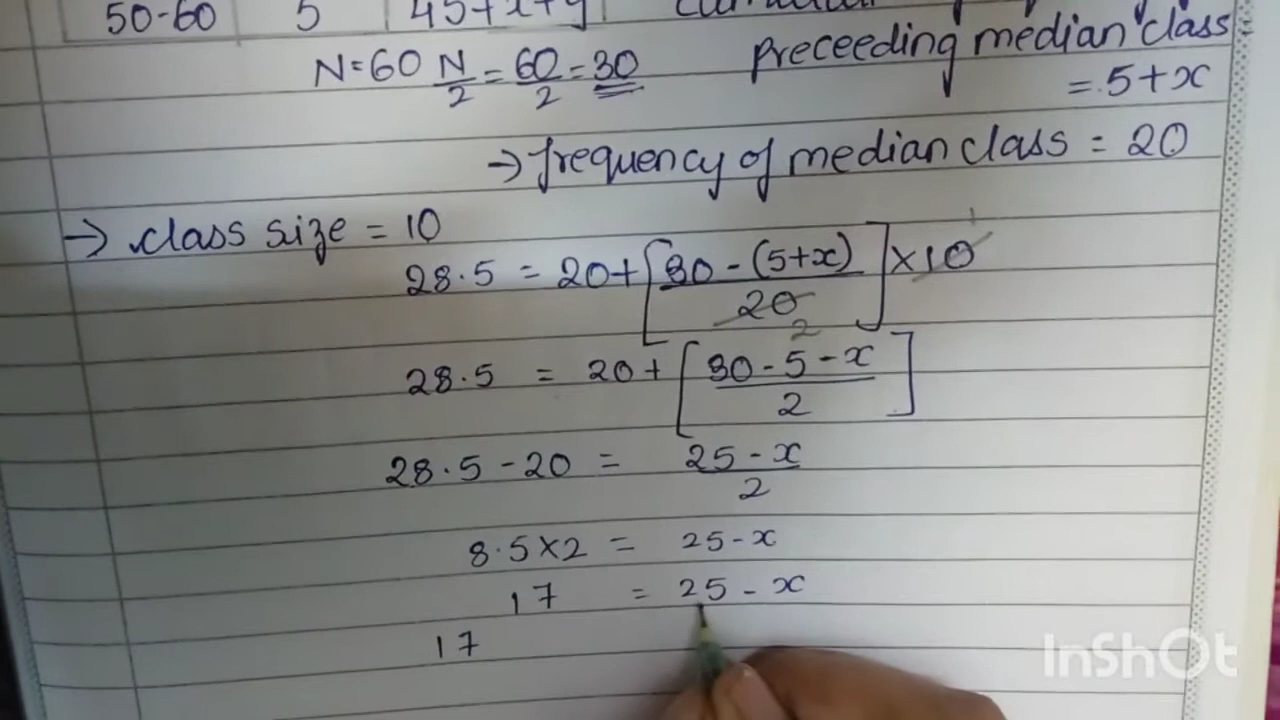 50-60 5 45+x+y
N=60 N/2 = 60/2 = 30 Preceeding median class
= 5+x
→ frequency of median class = 20
→ class size = 10
28.5 = 20+[30-(5+x)/20 2]×10 1
28.5 = 20+[30-5-x/2]
28.5-20 = 25-x/2
8.5×2 = 25-x
17 = 25-x
17
InShOt